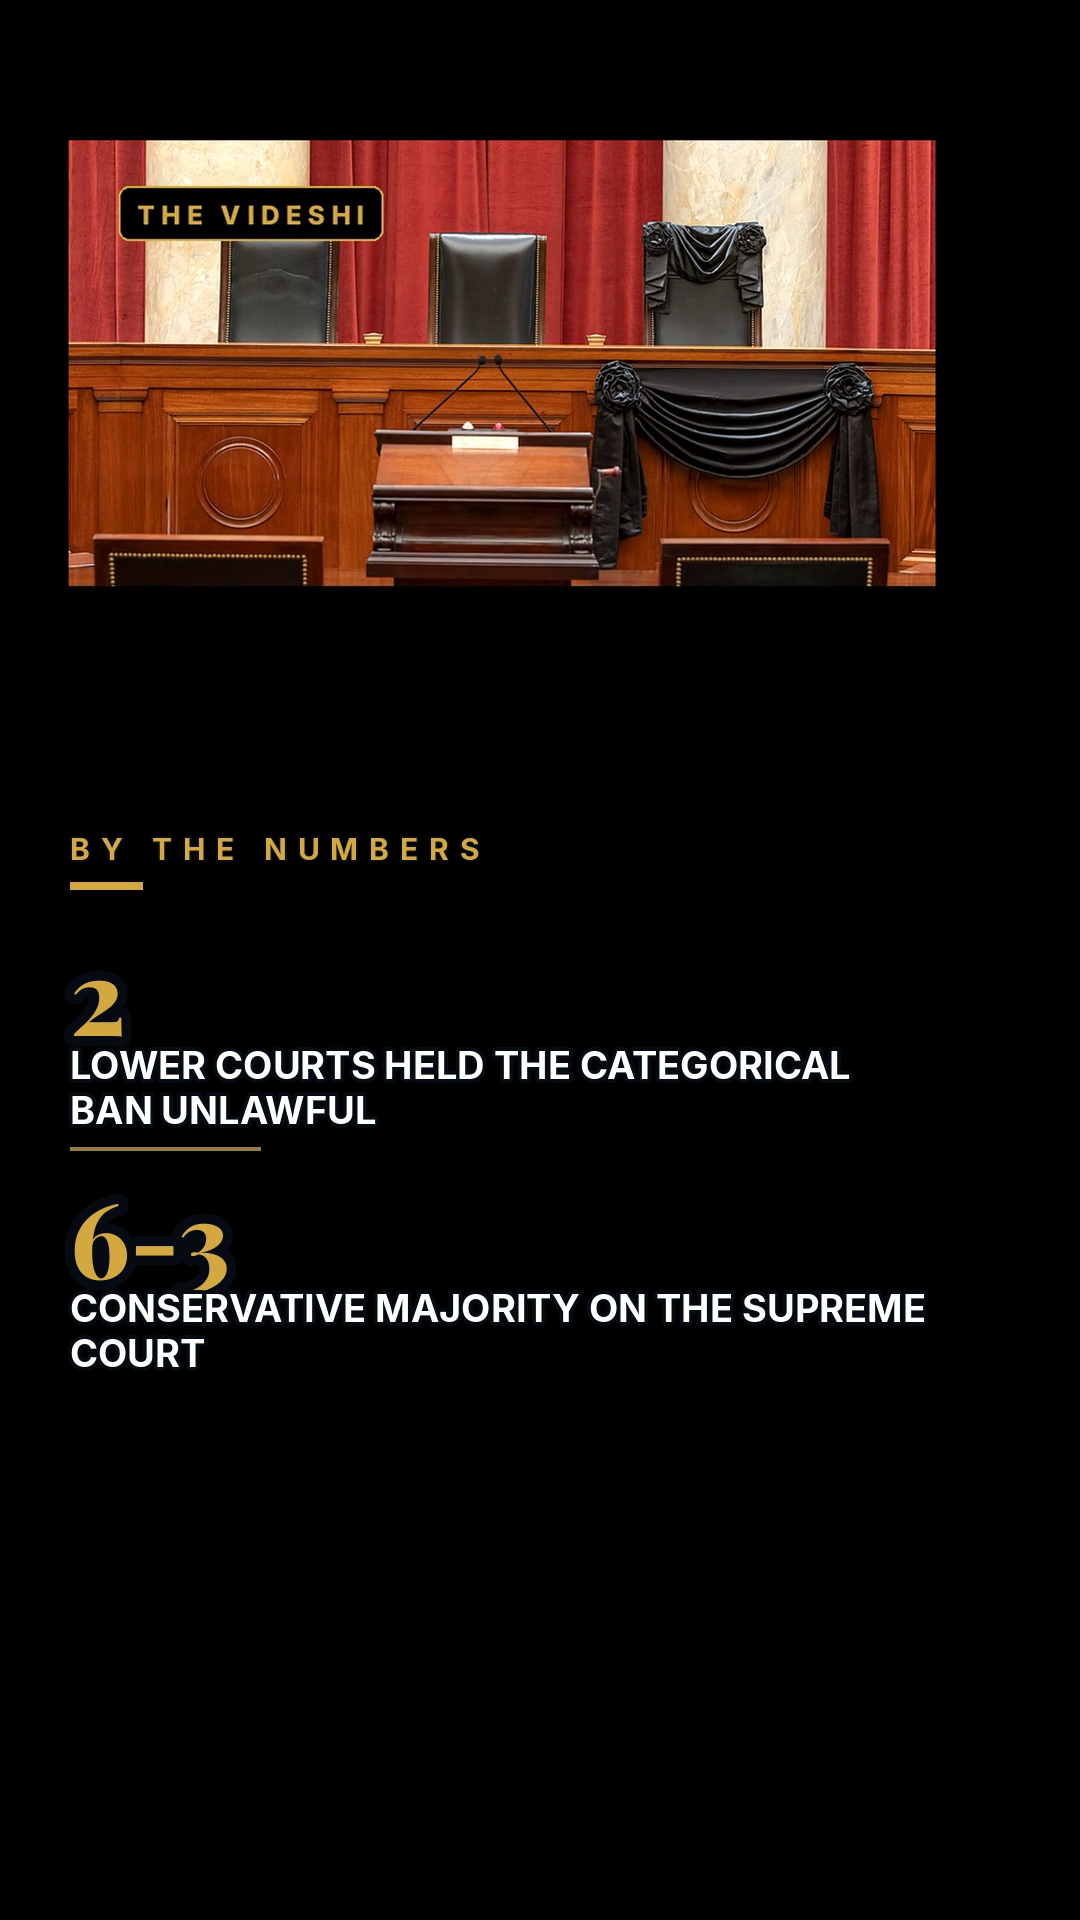 THE VIDESHI
BY THE NUMBERS
2
LOWER COURTS HELD THE CATEGORICAL
BAN UNLAWFUL
6–3
CONSERVATIVE MAJORITY ON THE SUPREME
COURT